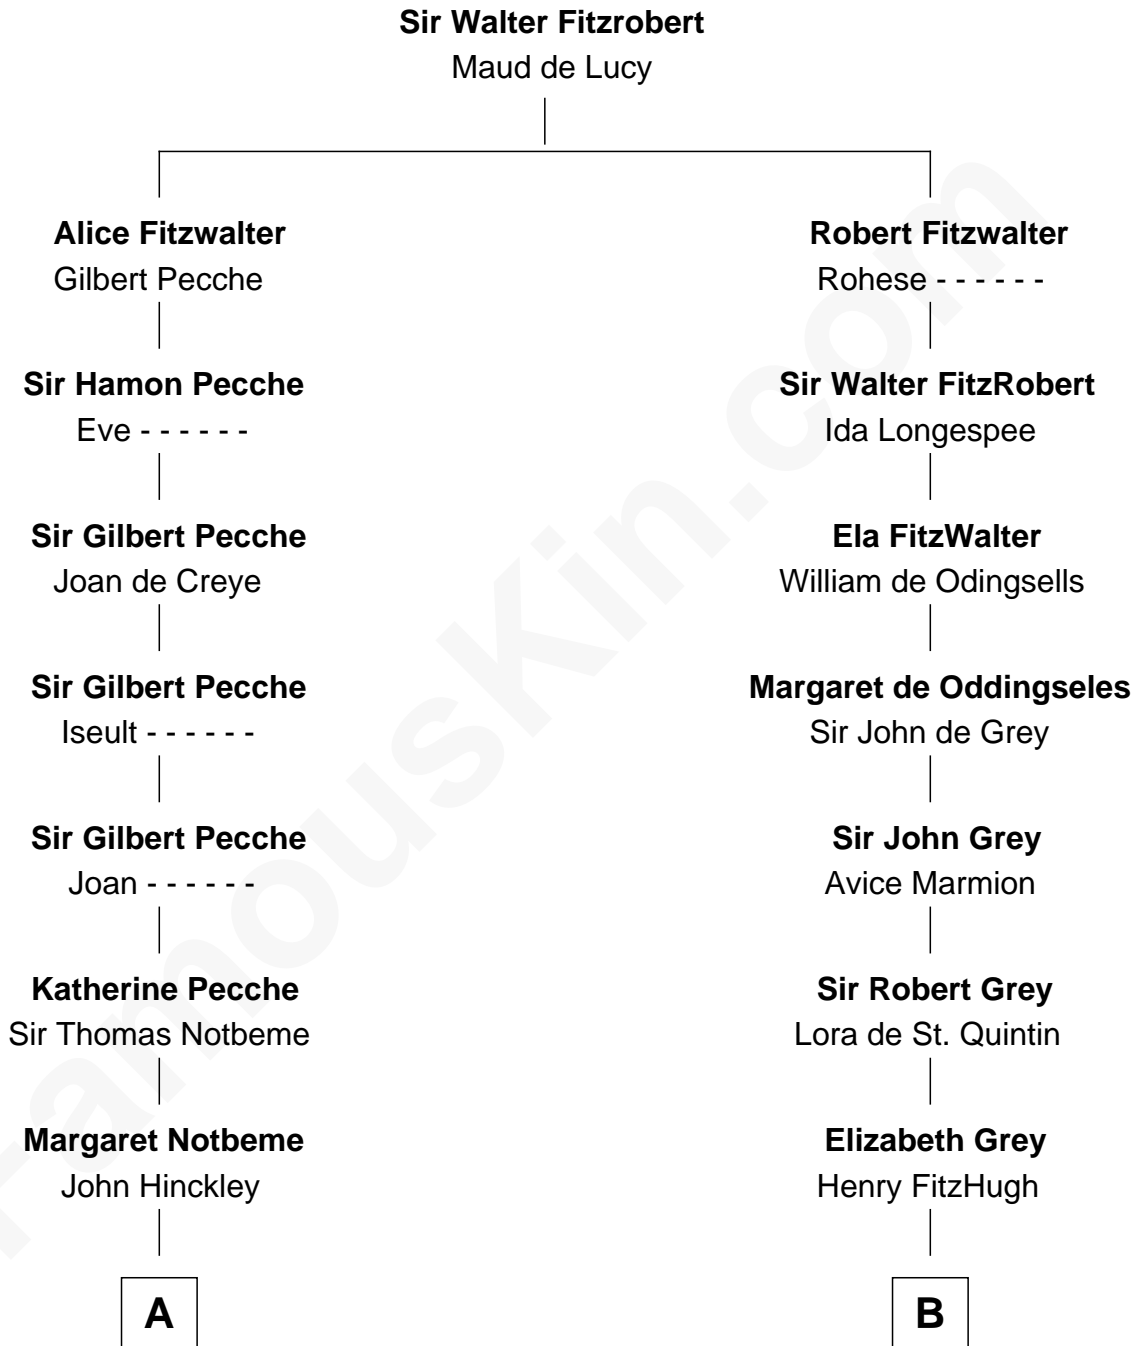 Sir Walter Fitzrobert
Maud de Lucy
Alice Fitzwalter
Gilbert Pecche
Robert Fitzwalter
Rohese - - - - - -
Sir Hamon Pecche
Eve - - - - - -
Sir Walter FitzRobert
Ida Longespee
Sir Gilbert Pecche
Joan de Creye
Ela FitzWalter
William de Odingsells
Sir Gilbert Pecche
Iseult - - - - - -
Margaret de Oddingseles
Sir John de Grey
Sir Gilbert Pecche
Joan - - - - - -
Sir John Grey
Avice Marmion
Katherine Pecche
Sir Thomas Notbeme
Sir Robert Grey
Lora de St. Quintin
Margaret Notbeme
John Hinckley
Elizabeth Grey
Henry FitzHugh
A
B
FamousKin.com